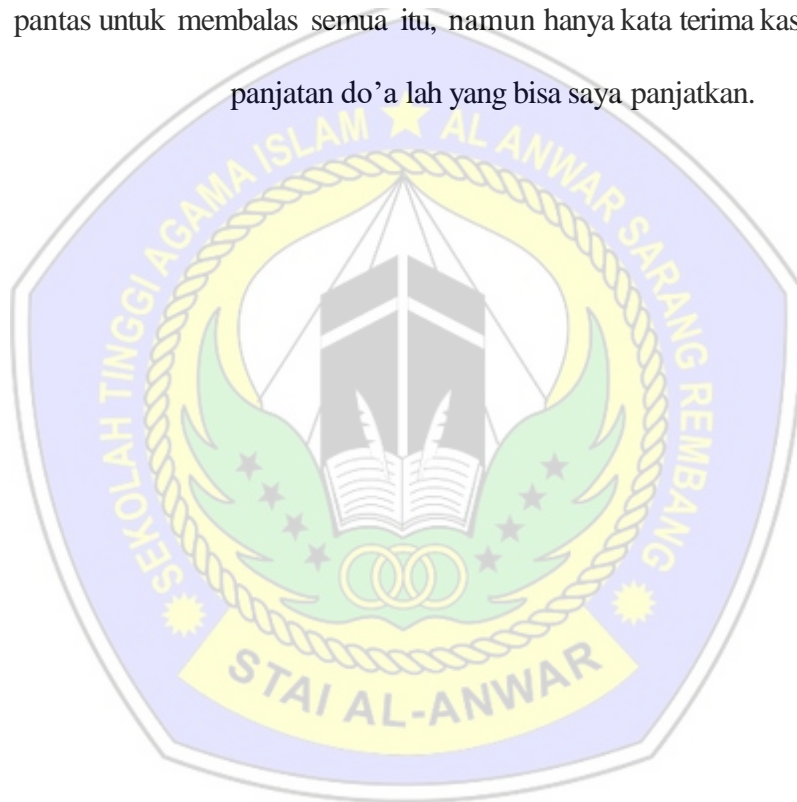 pantas untuk membalas semua itu, namun hanya kata terima kas
panjatan do’a lah yang bisa saya panjatkan.
SEKOLAH TINGGI AGAMA ISLAM AL ANWAR SARANG REMBANG
STAI AL-ANWAR